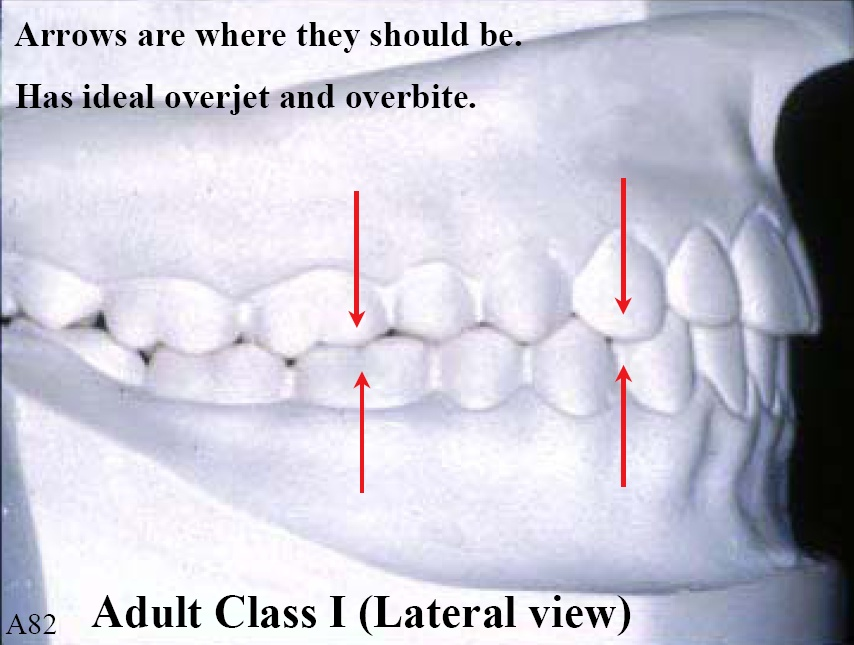 Arrows are where they should be.
Has ideal overjet and overbite.
A82 Adult Class I (Lateral view)